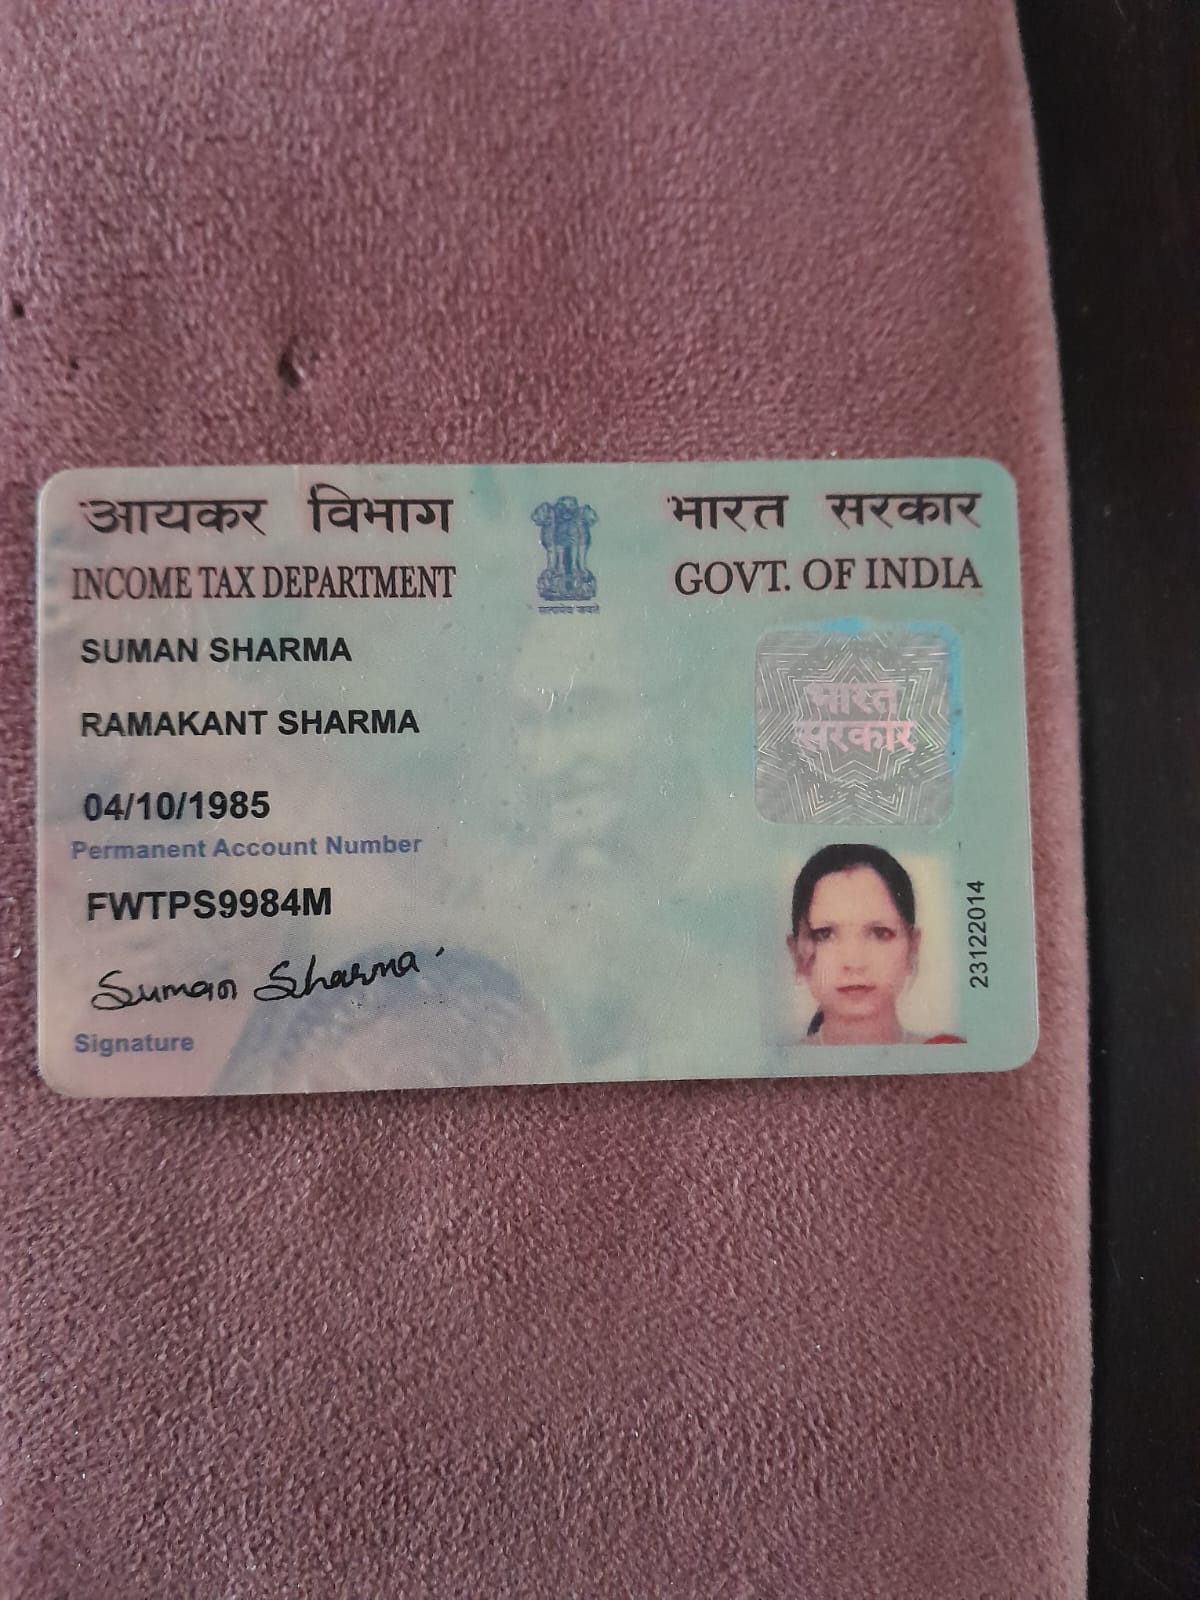 आयकर विभाग
INCOME TAX DEPARTMENT
सत्यमेव जयते
भारत सरकार
GOVT. OF INDIA
SUMAN SHARMA
RAMAKANT SHARMA
04/10/1985
Permanent Account Number
FWTPS9984M
Suman Sharma
Signature
भारत
सरकार
23122014